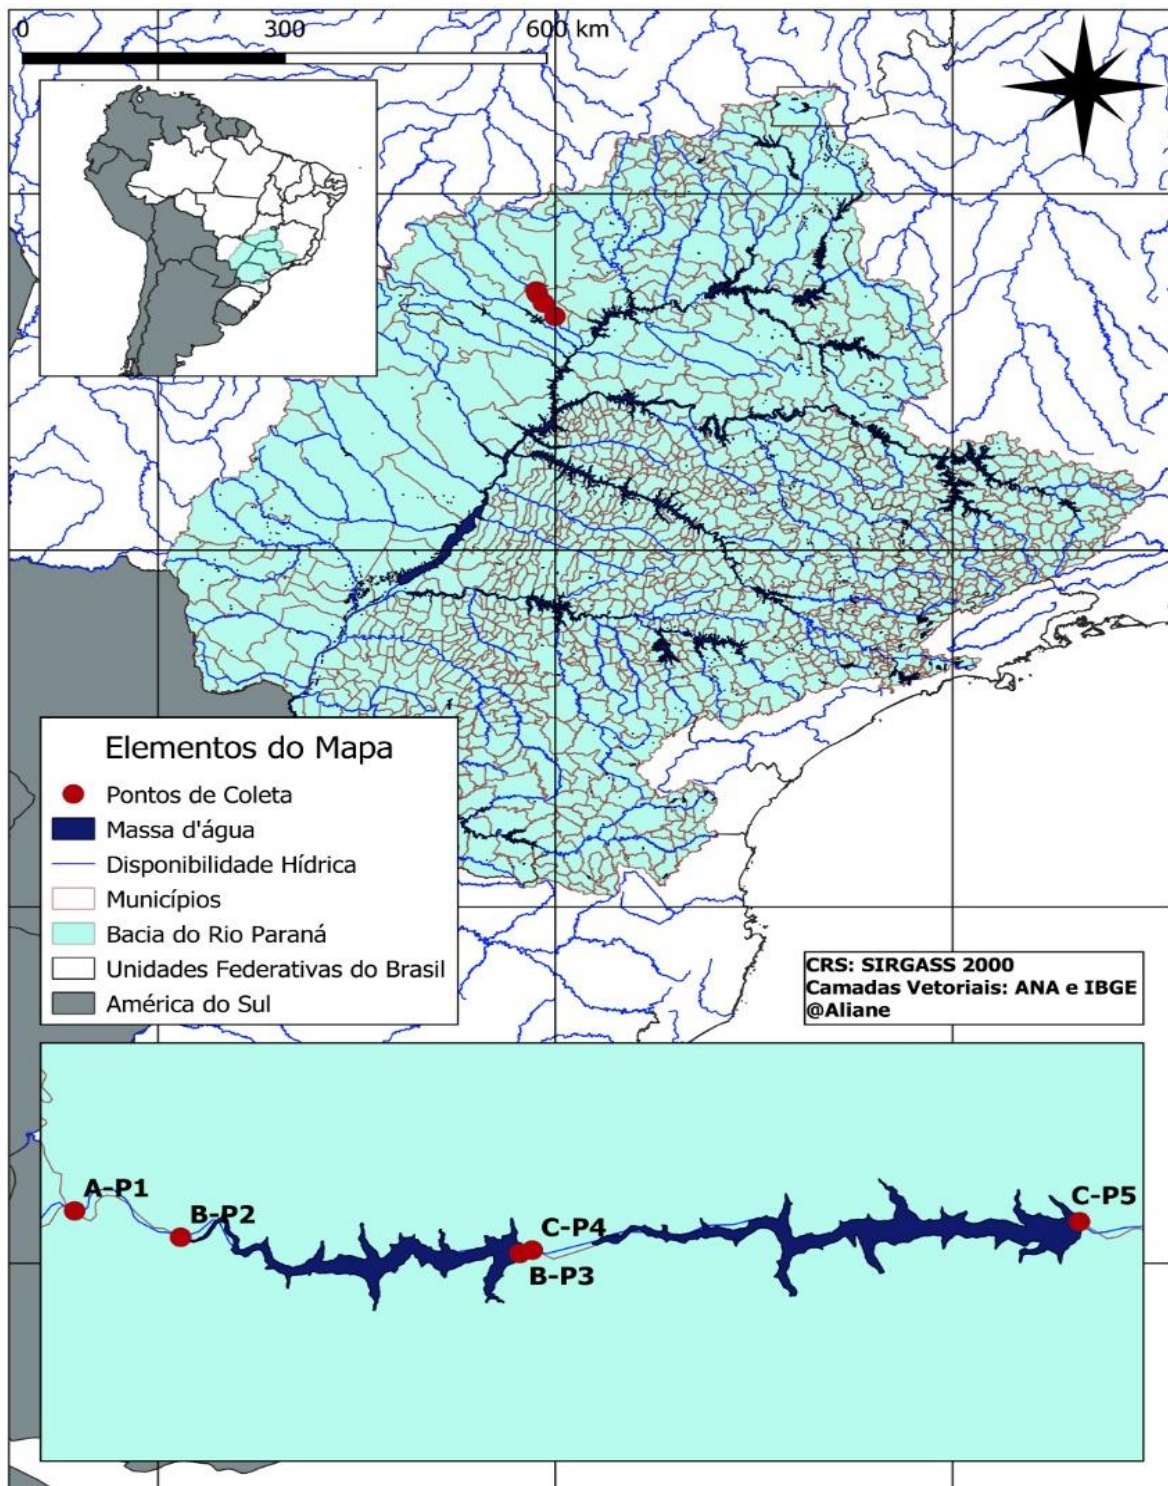 0 300 600 km
Elementos do Mapa
Pontos de Coleta
Massa d'água
Disponibilidade Hídrica
Municípios
Bacia do Rio Paraná
Unidades Federativas do Brasil
América do Sul
CRS: SIRGASS 2000
Camadas Vetoriais: ANA e IBGE
@Aliane
A-P1
B-P2
C-P4
B-P3
C-P5